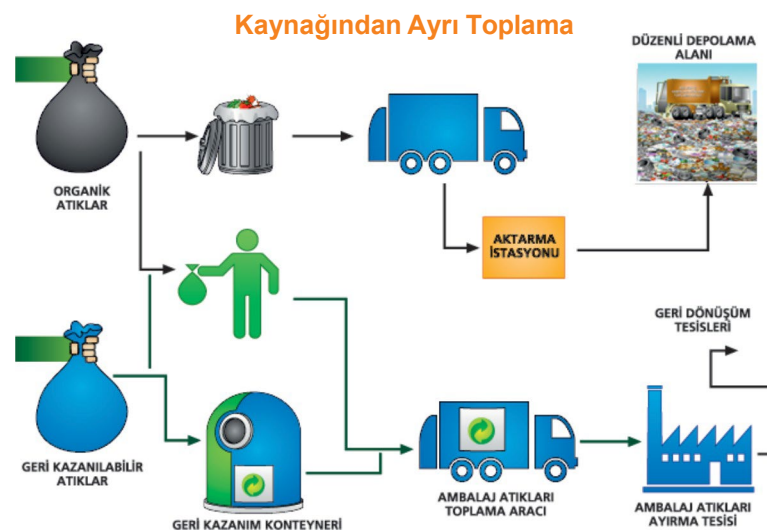 Kaynağından Ayrı Toplama
DÜZENLİ DEPOLAMA
ALANI
ORGANİK
ATIKLAR
AKTARMA
İSTASYONU
GERİ DÖNÜŞÜM
TESİSLERİ
GERİ KAZANILABİLİR
ATIKLAR
GERİ KAZANIM KONTEYNERİ
AMBALAJ ATIKLARI
TOPLAMA ARACI
AMBALAJ ATIKLARI
AYIRMA TESİSİ